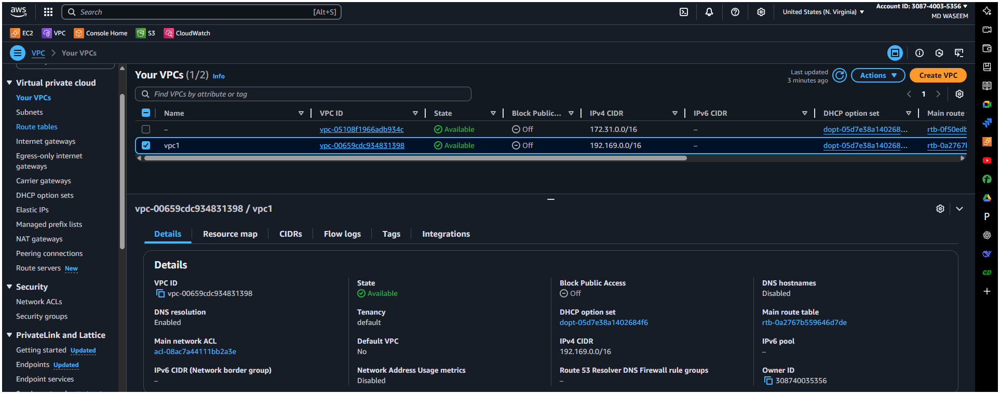 aws
Search [Alt+S]
United States (N. Virginia)
Account ID: 3087-4003-5356
MD WASEEM
EC2 VPC Console Home S3 CloudWatch
VPC > Your VPCs
Virtual private cloud
Your VPCs
Subnets
Route tables
Internet gateways
Egress-only internet
gateways
Carrier gateways
DHCP option sets
Elastic IPs
Managed prefix lists
NAT gateways
Peering connections
Route servers New
Security
Network ACLs
Security groups
PrivateLink and Lattice
Getting started Updated
Endpoints Updated
Endpoint services
Your VPCs (1/2) Info
Last updated
3 minutes ago
Actions
Create VPC
Find VPCs by attribute or tag
1
Name VPC ID State Block Public... IPv4 CIDR IPv6 CIDR DHCP option set Main route
– vpc-05108f1966adb934c Available Off 172.31.0.0/16 – dopt-05d7e38a140268... rtb-0f50edb
vpc1 vpc-00659cdc934831398 Available Off 192.169.0.0/16 – dopt-05d7e38a140268... rtb-0a2767
vpc-00659cdc934831398 / vpc1
Details Resource map CIDRs Flow logs Tags Integrations
Details
VPC ID
vpc-00659cdc934831398
State
Available
Block Public Access
Off
DNS hostnames
Disabled
DNS resolution
Enabled
Tenancy
default
DHCP option set
dopt-05d7e38a1402684f6
Main route table
rtb-0a2767b559646d7de
Main network ACL
acl-08ac7a44111bb2a3e
Default VPC
No
IPv4 CIDR
192.169.0.0/16
IPv6 pool
–
IPv6 CIDR (Network border group)
–
Network Address Usage metrics
Disabled
Route 53 Resolver DNS Firewall rule groups
–
Owner ID
308740035356
P
CD